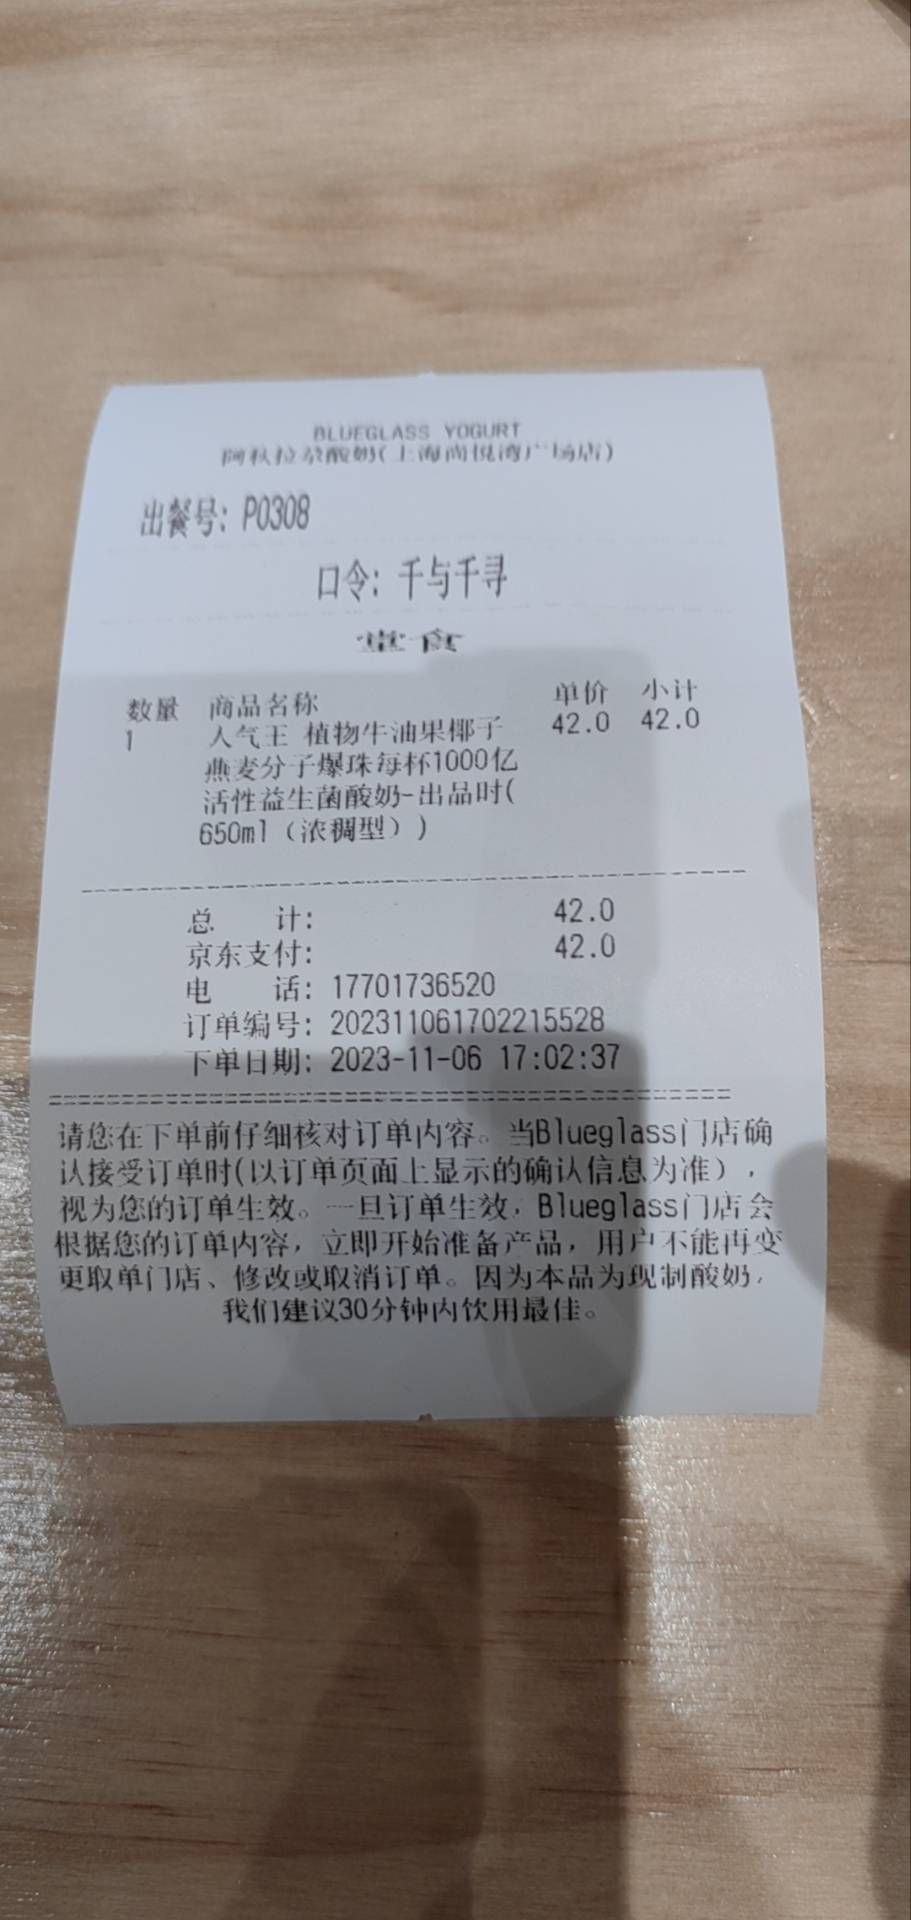 BLUEGLASS YOGURT
阿秋拉尕酸奶(上海尚悦湾广场店)
出餐号: P0308
口令: 千与千寻
堂食
数量 商品名称 单价 小计
1 人气王 植物牛油果椰子 42.0 42.0
燕麦分子爆珠每杯1000亿
活性益生菌酸奶-出品时(
650ml（浓稠型）)
总 计: 42.0
京东支付: 42.0
电 话: 17701736520
订单编号: 202311061702215528
下单日期: 2023-11-06 17:02:37
请您在下单前仔细核对订单内容。当Blueglass门店确
认接受订单时(以订单页面上显示的确认信息为准)，
视为您的订单生效。一旦订单生效，Blueglass门店会
根据您的订单内容，立即开始准备产品，用户不能再变
更取单门店、修改或取消订单。因为本品为现制酸奶，
我们建议30分钟内饮用最佳。